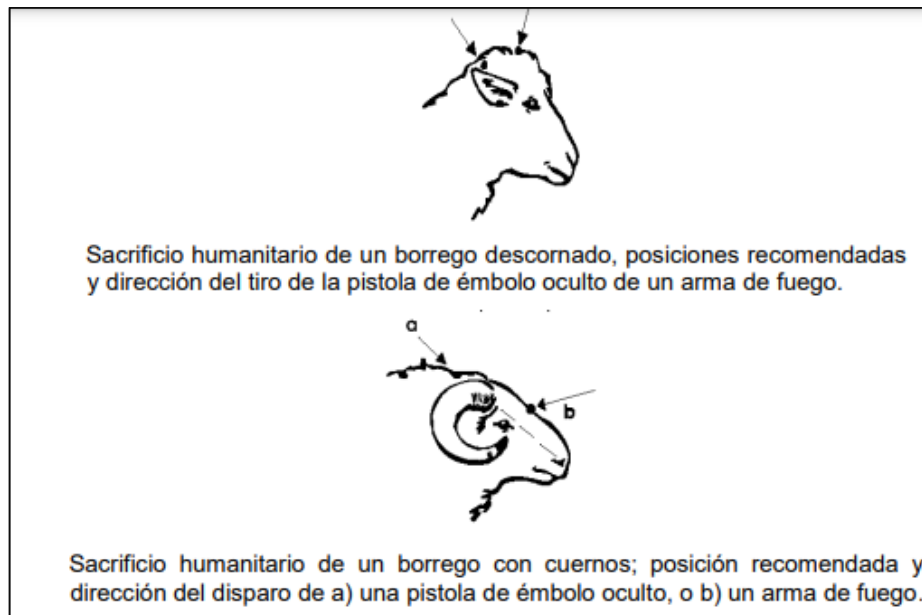 Sacrificio humanitario de un borrego descornado, posiciones recomendadas
y dirección del tiro de la pistola de émbolo oculto de un arma de fuego.
a
b
Sacrificio humanitario de un borrego con cuernos; posición recomendada y
dirección del disparo de a) una pistola de émbolo oculto, o b) un arma de fuego.